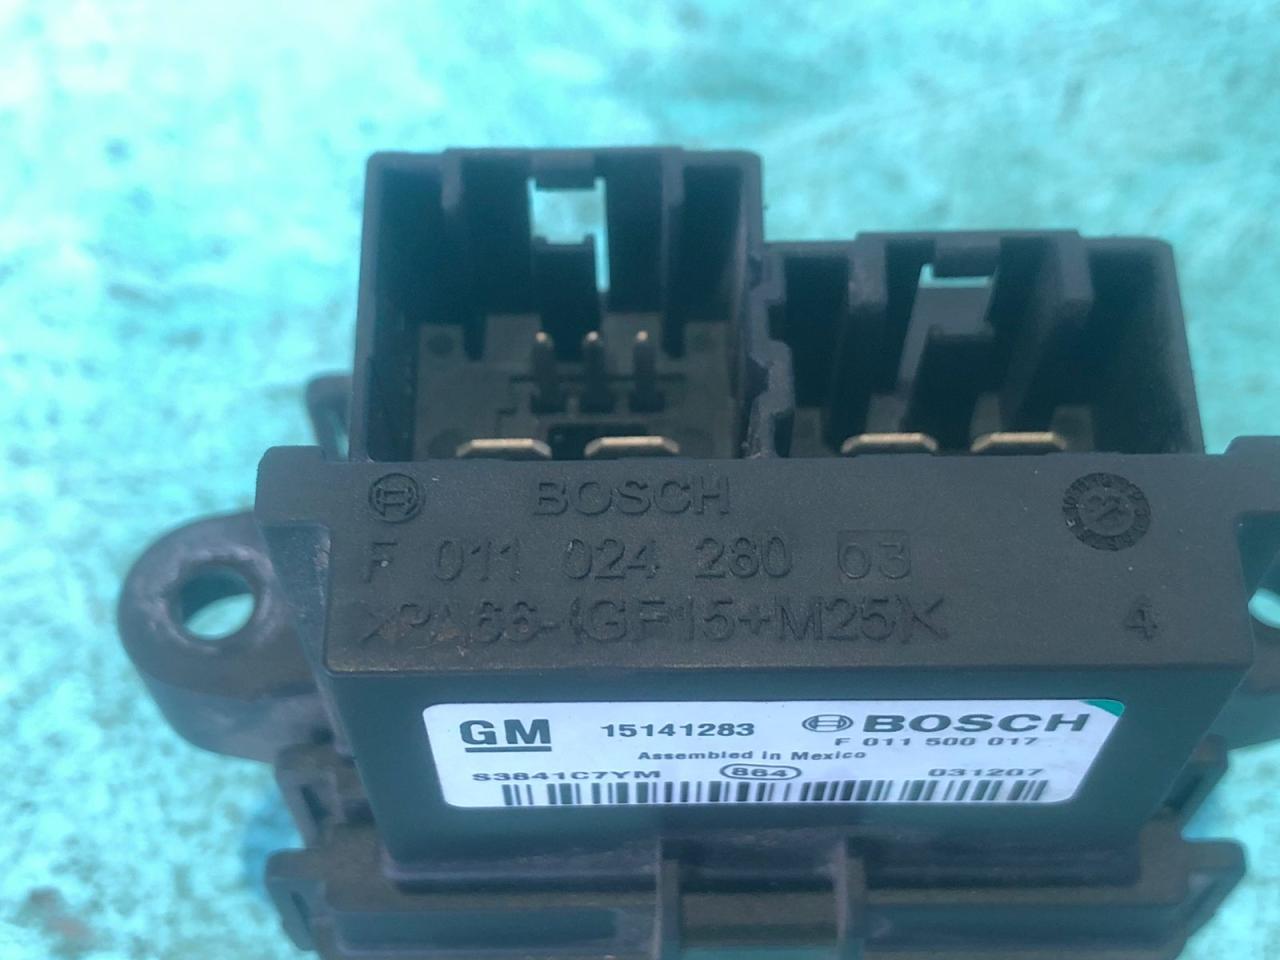 BOSCH
F 011 024 280 03
>PA66-(GF15+M25)<
4
GM 15141283 BOSCH
F 011 500 017
Assembled in Mexico
S3841C7YM 864 031207